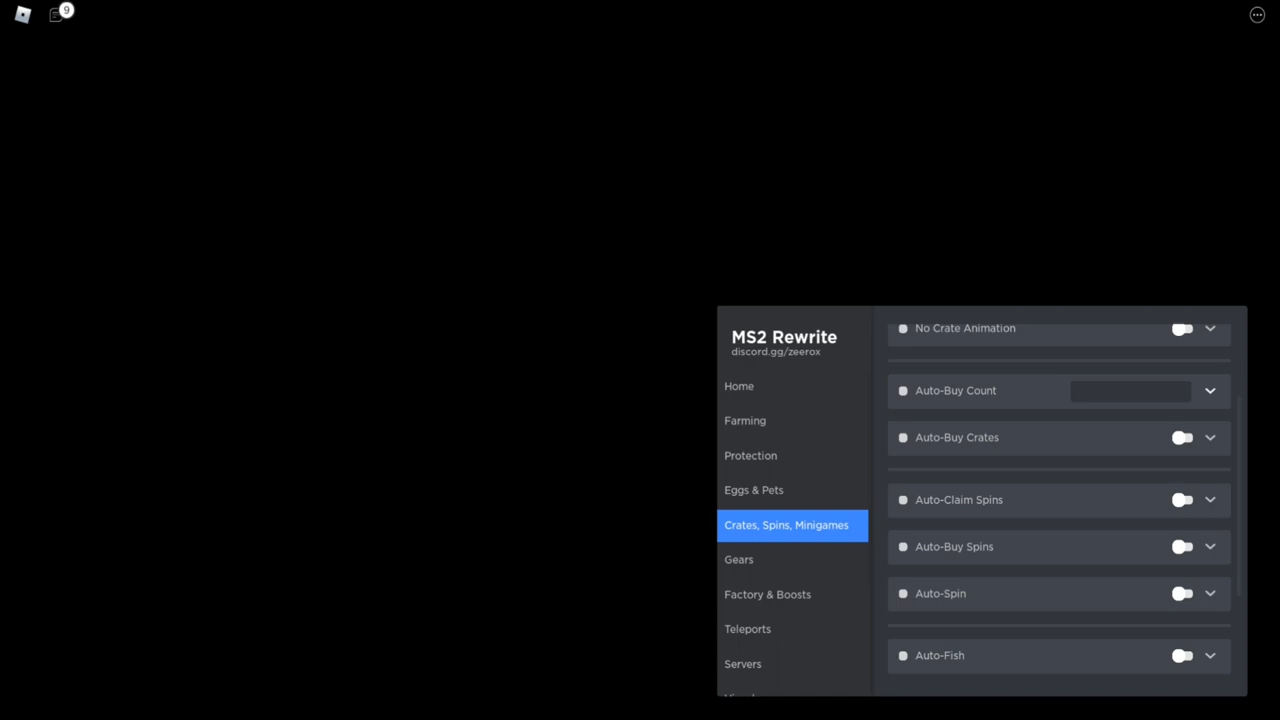 9
MS2 Rewrite
discord.gg/zeerox
Home
Farming
Protection
Eggs & Pets
Crates, Spins, Minigames
Gears
Factory & Boosts
Teleports
Servers
No Crate Animation
Auto-Buy Count
Auto-Buy Crates
Auto-Claim Spins
Auto-Buy Spins
Auto-Spin
Auto-Fish